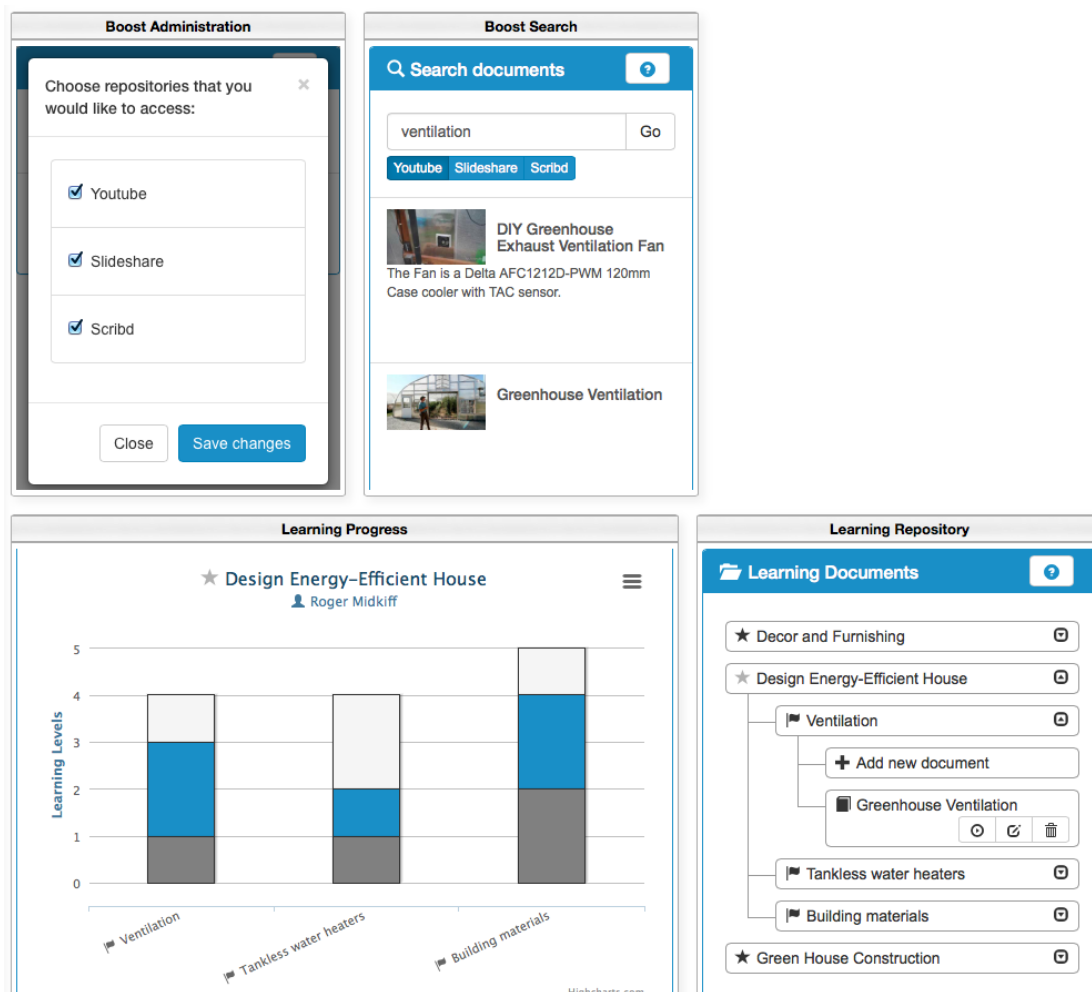 Boost Administration
Choose repositories that you
would like to access:
×
Youtube
Slideshare
Scribd
Close
Save changes
Boost Search
Search documents
?
ventilation
Go
Youtube Slideshare Scribd
DIY Greenhouse
Exhaust Ventilation Fan
The Fan is a Delta AFC1212D-PWM 120mm
Case cooler with TAC sensor.
Greenhouse Ventilation
Learning Progress
Design Energy-Efficient House
Roger Midkiff
Learning Levels
5
4
3
2
1
0
Ventilation
Tankless water heaters
Building materials
Highcharts.com
Learning Repository
Learning Documents
?
Decor and Furnishing
Design Energy-Efficient House
Ventilation
Add new document
Greenhouse Ventilation
Tankless water heaters
Building materials
Green House Construction